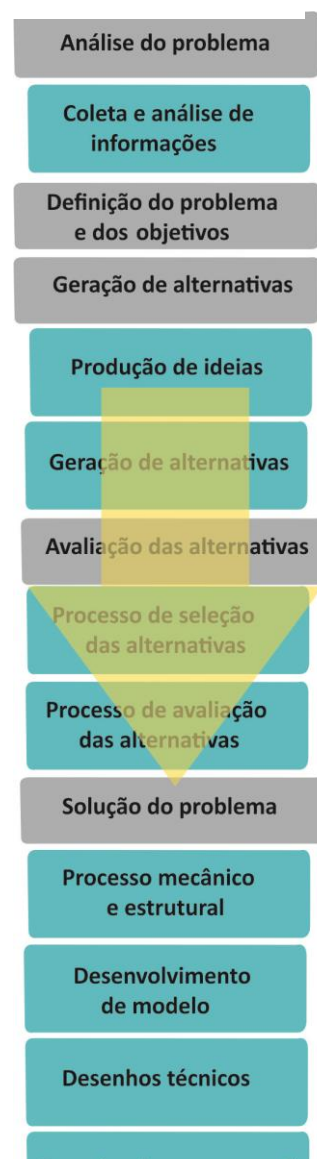 Análise do problema
Coleta e análise de
informações
Definição do problema
e dos objetivos
Geração de alternativas
Produção de ideias
Geração de alternativas
Avaliação das alternativas
Processo de seleção
das alternativas
Processo de avaliação
das alternativas
Solução do problema
Processo mecânico
e estrutural
Desenvolvimento
de modelo
Desenhos técnicos